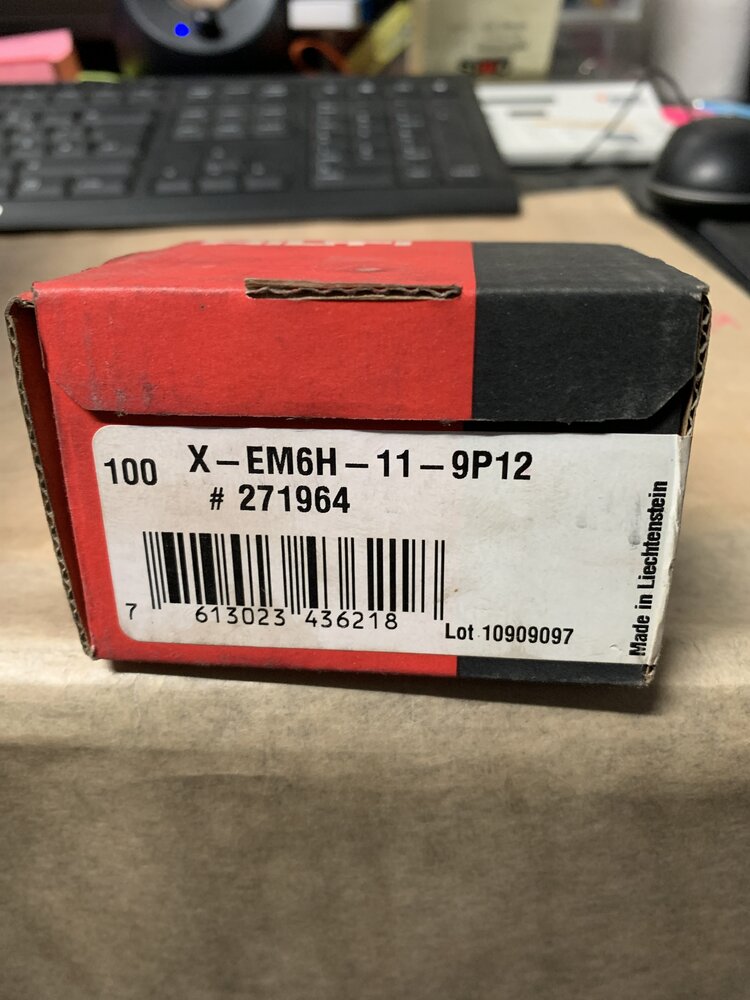 100 X–EM6H–11–9P12
# 271964
7 613023 436218
Lot 10909097
Made in Liechtenstein